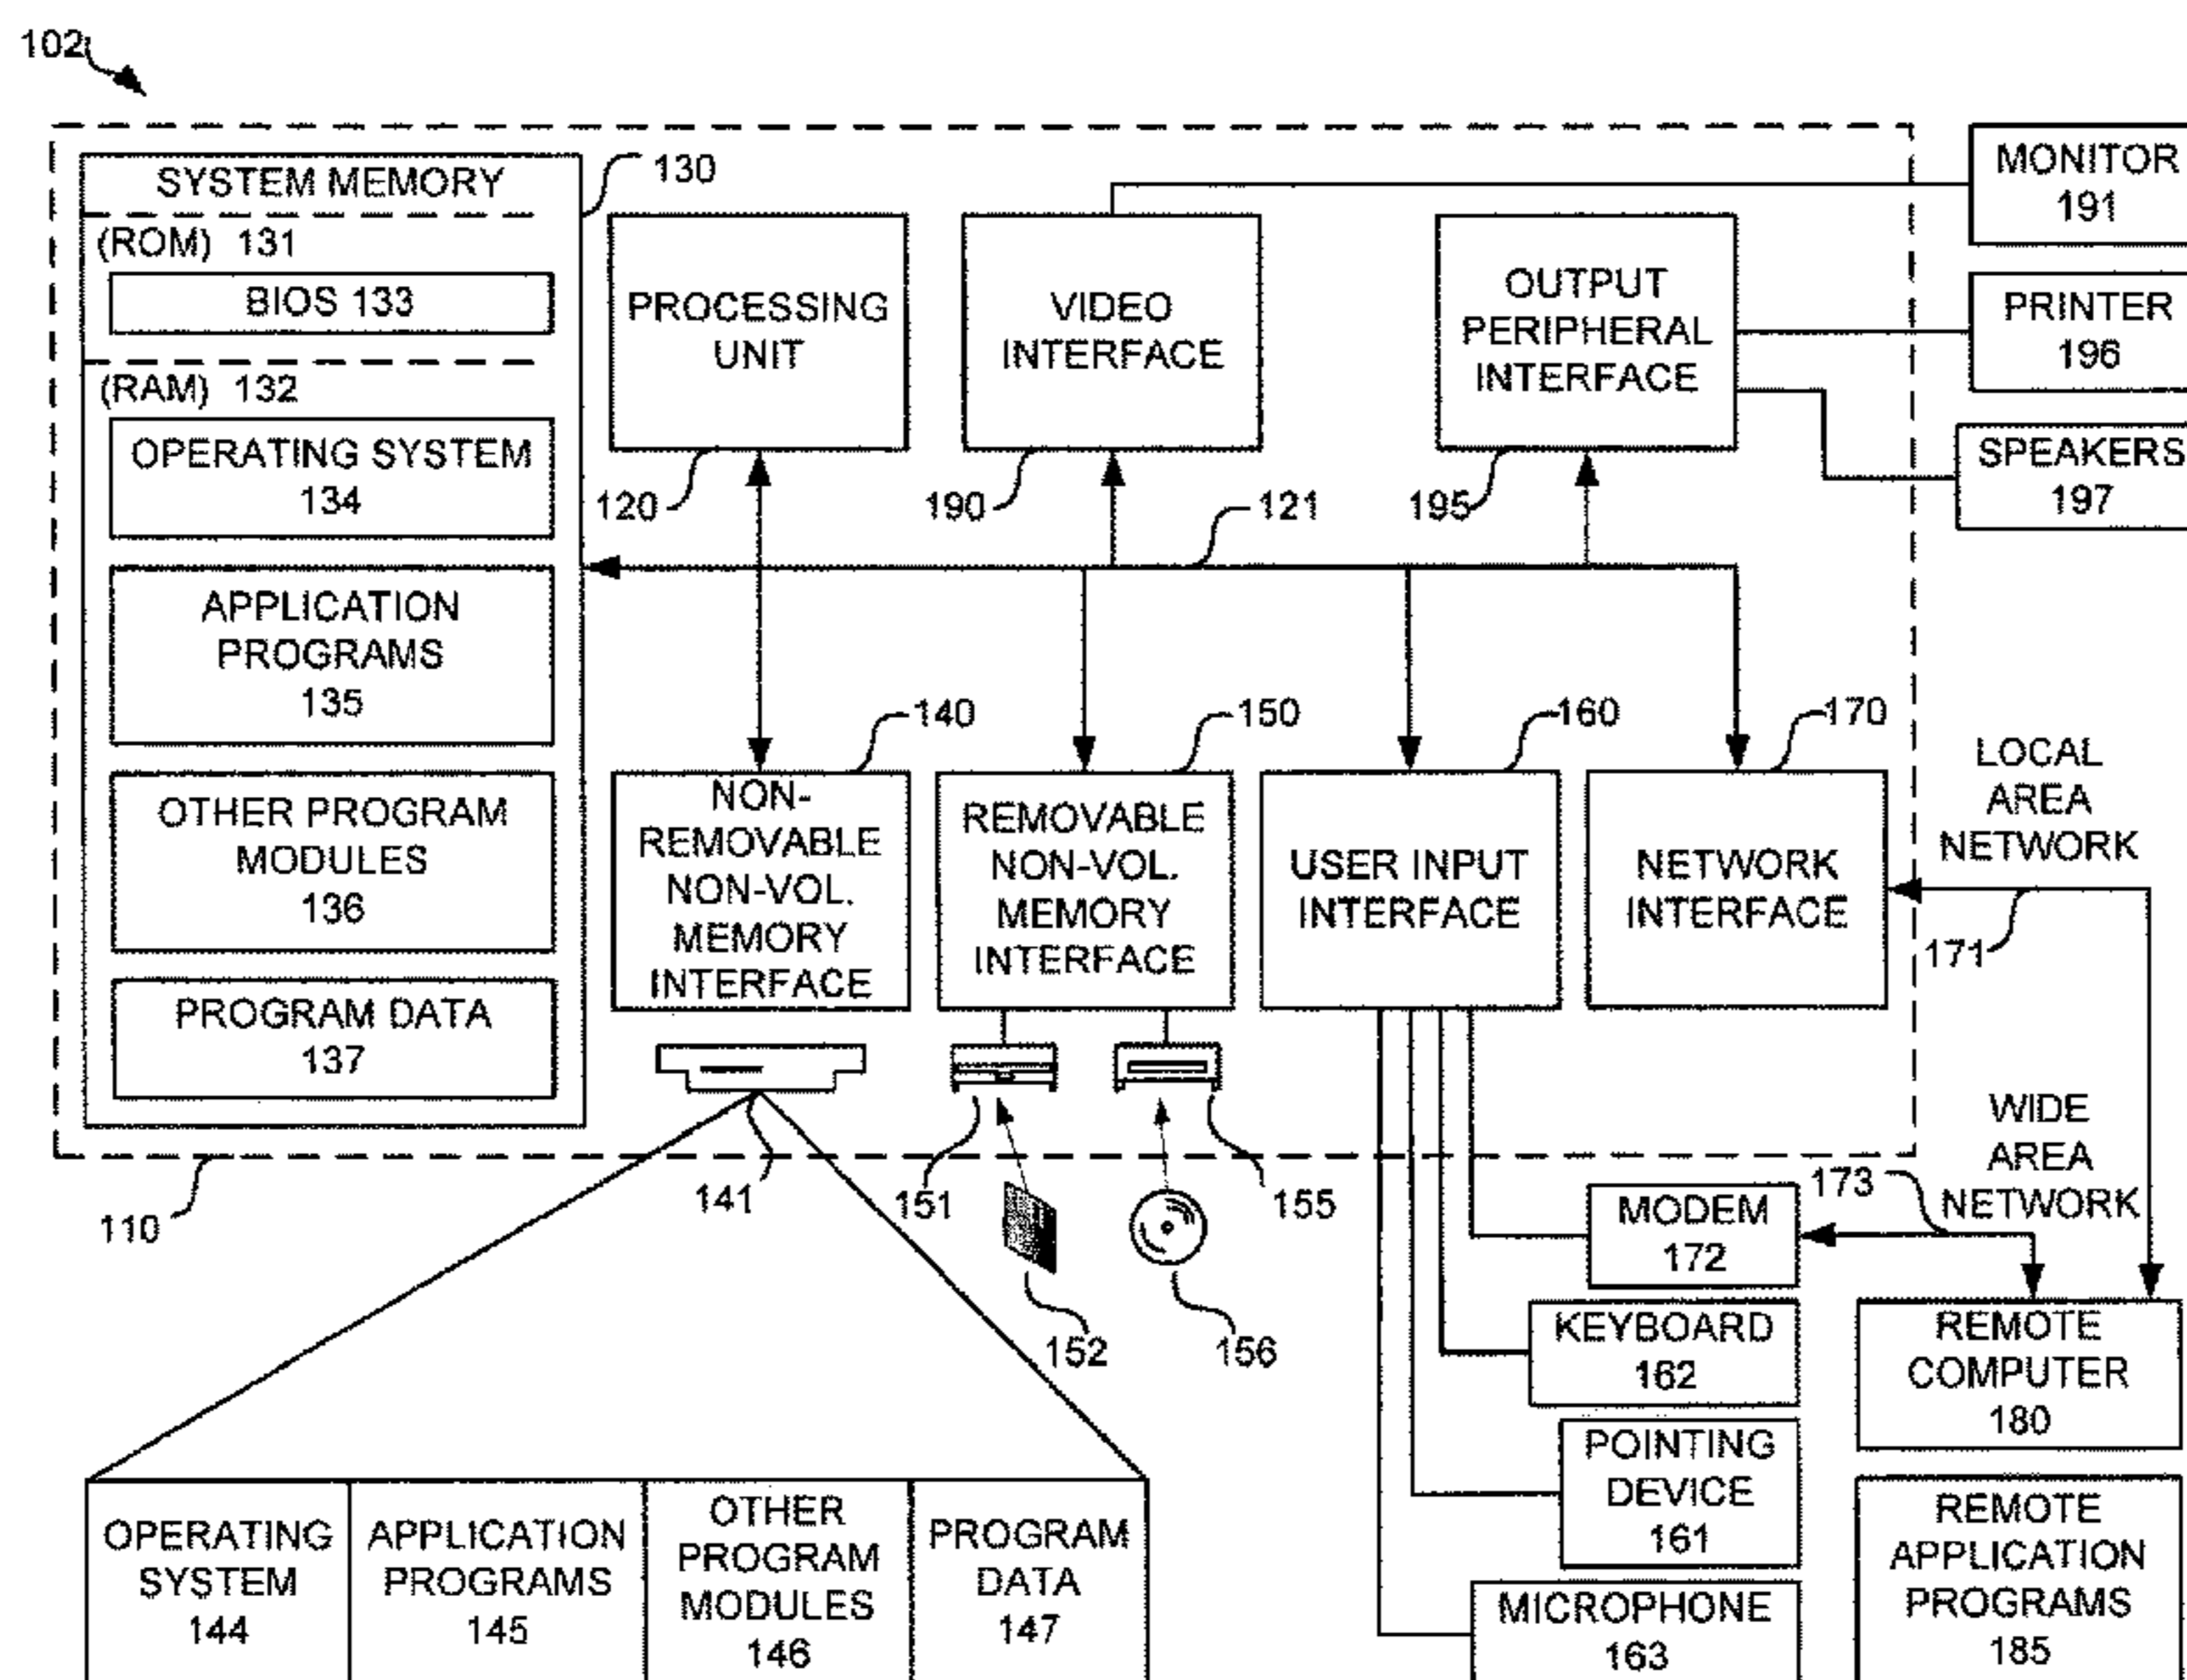 102
SYSTEM MEMORY
(ROM) 131
BIOS 133
(RAM) 132
OPERATING SYSTEM
134
APPLICATION
PROGRAMS
135
OTHER PROGRAM
MODULES
136
PROGRAM DATA
137
130
PROCESSING
UNIT
120
VIDEO
INTERFACE
190
121
OUTPUT
PERIPHERAL
INTERFACE
195
MONITOR
191
PRINTER
196
SPEAKERS
197
140
NON-
REMOVABLE
NON-VOL.
MEMORY
INTERFACE
150
REMOVABLE
NON-VOL.
MEMORY
INTERFACE
160
USER INPUT
INTERFACE
170
NETWORK
INTERFACE
LOCAL
AREA
NETWORK
171
110
141
151
152
155
156
WIDE
AREA
NETWORK
173
MODEM
172
KEYBOARD
162
POINTING
DEVICE
161
MICROPHONE
163
REMOTE
COMPUTER
180
REMOTE
APPLICATION
PROGRAMS
185
OPERATING
SYSTEM
144
APPLICATION
PROGRAMS
145
OTHER
PROGRAM
MODULES
146
PROGRAM
DATA
147